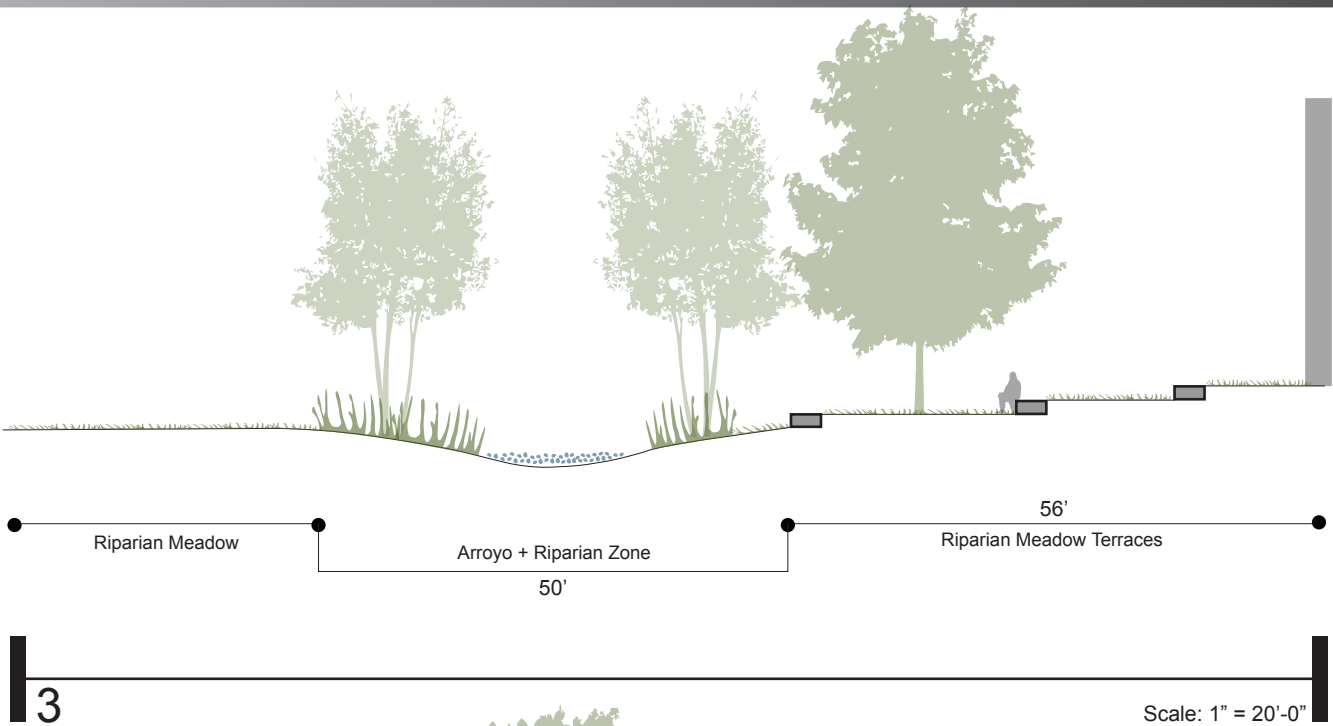 Riparian Meadow
Arroyo + Riparian Zone
50’
56’
Riparian Meadow Terraces
3
Scale: 1” = 20’-0”